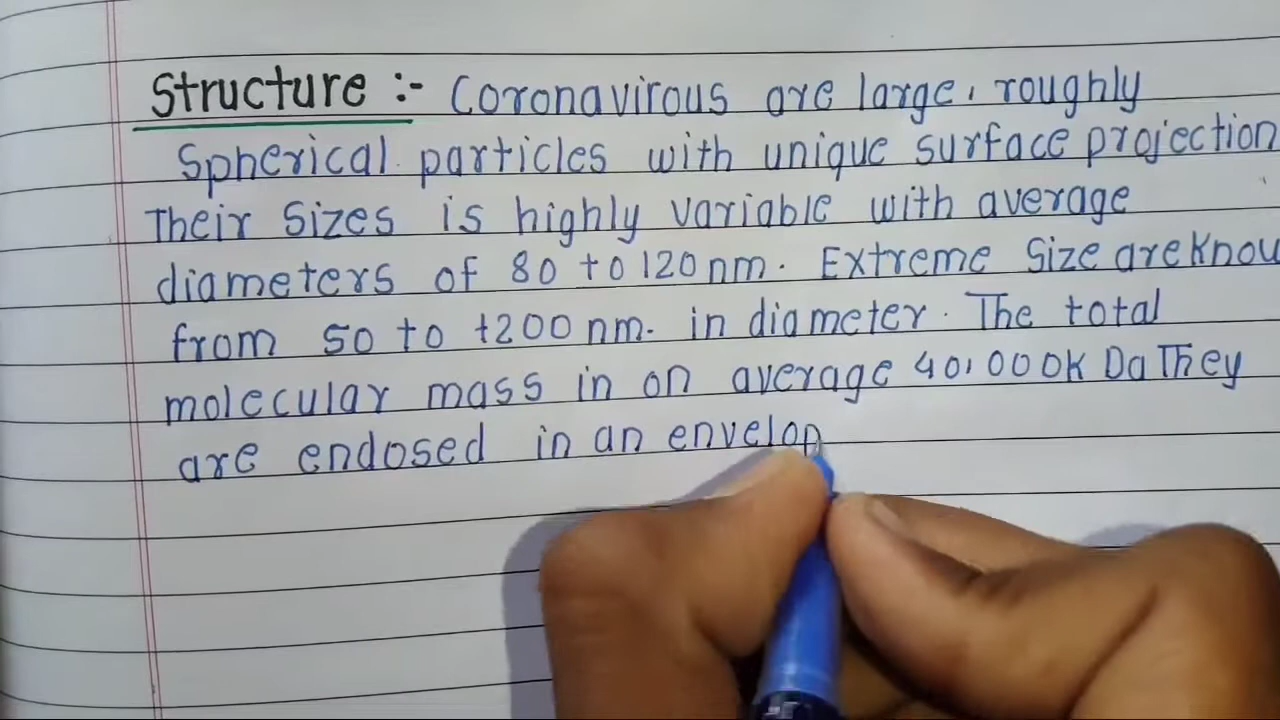 Structure :- Coronavirous are large, roughly
Spherical particles with unique surface projection
Their Sizes is highly variable with average
diameters of 80 to 120 nm. Extreme Size are Know
from 50 to t200 nm. in diameter. The total
molecular mass in on average 40,000K Da They
are endosed in an envelop